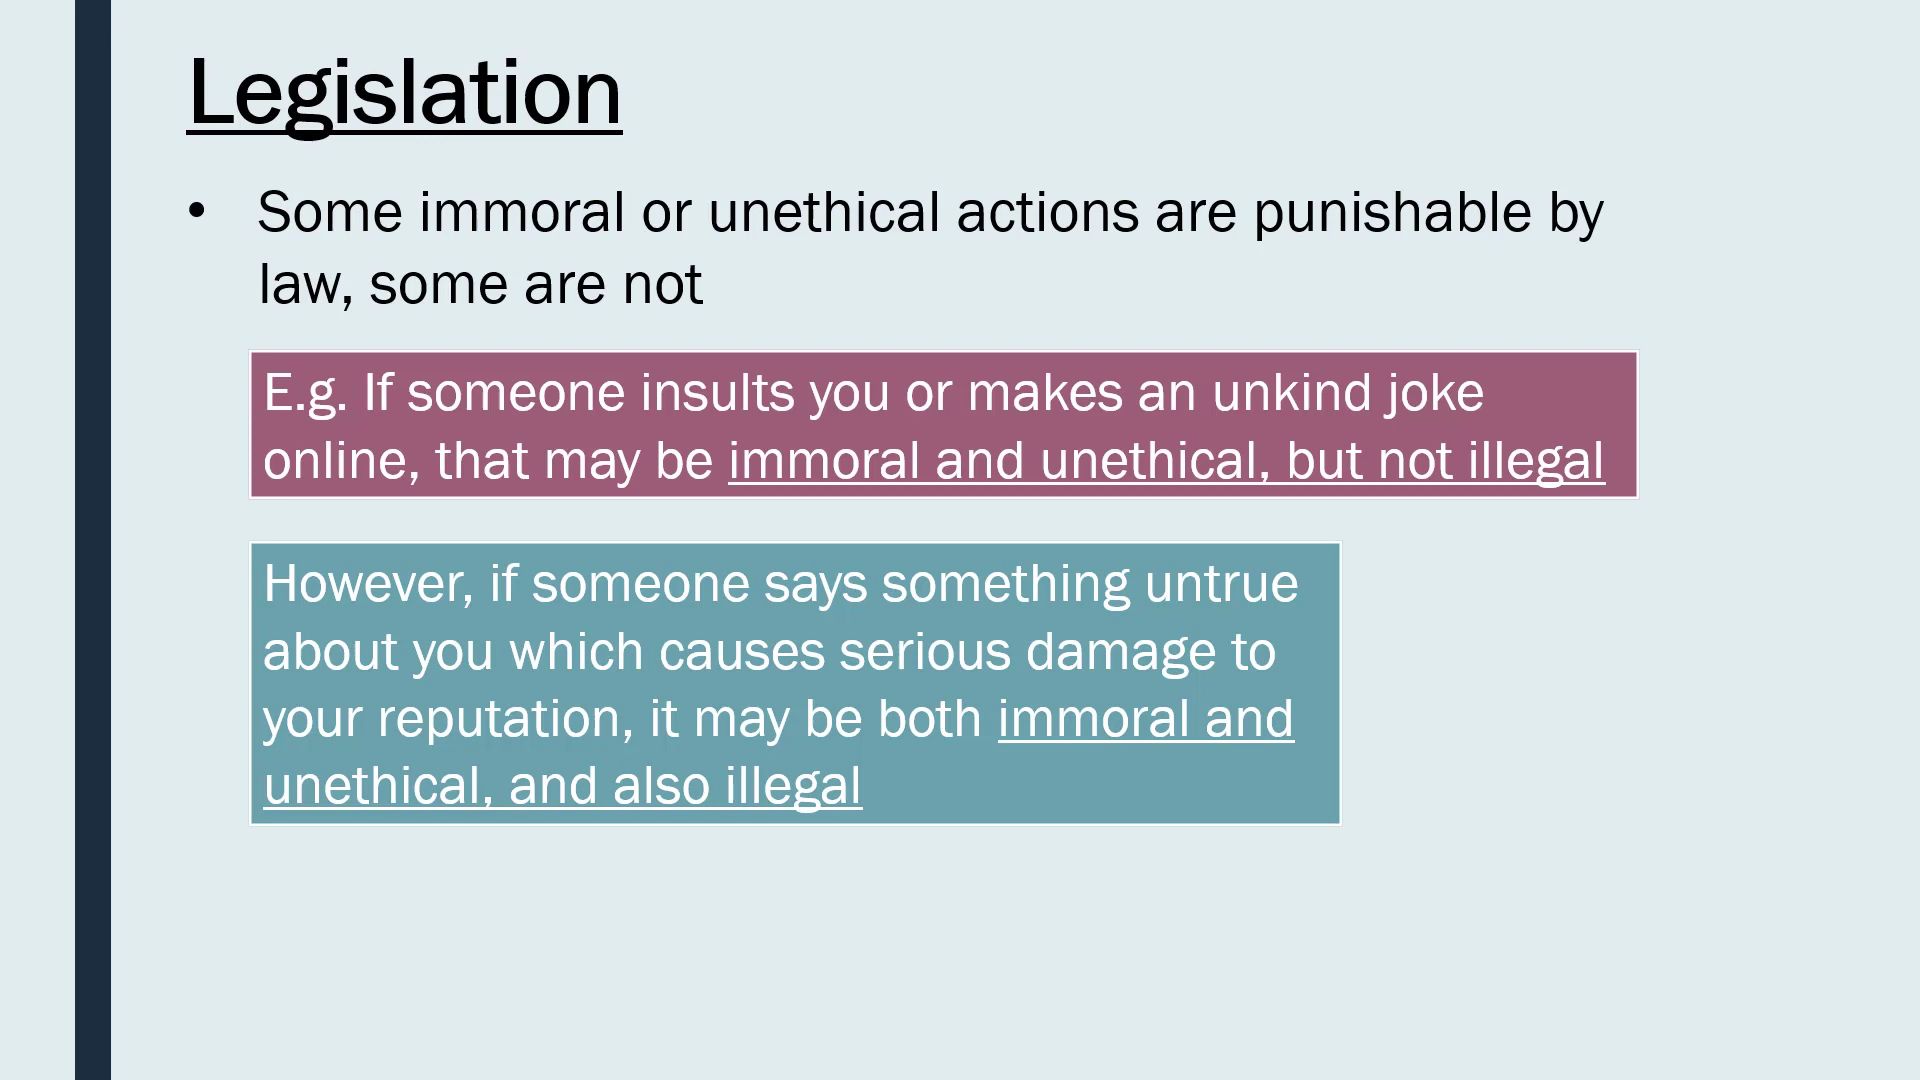 Legislation
• Some immoral or unethical actions are punishable by
law, some are not
E.g. If someone insults you or makes an unkind joke
online, that may be immoral and unethical, but not illegal
However, if someone says something untrue
about you which causes serious damage to
your reputation, it may be both immoral and
unethical, and also illegal